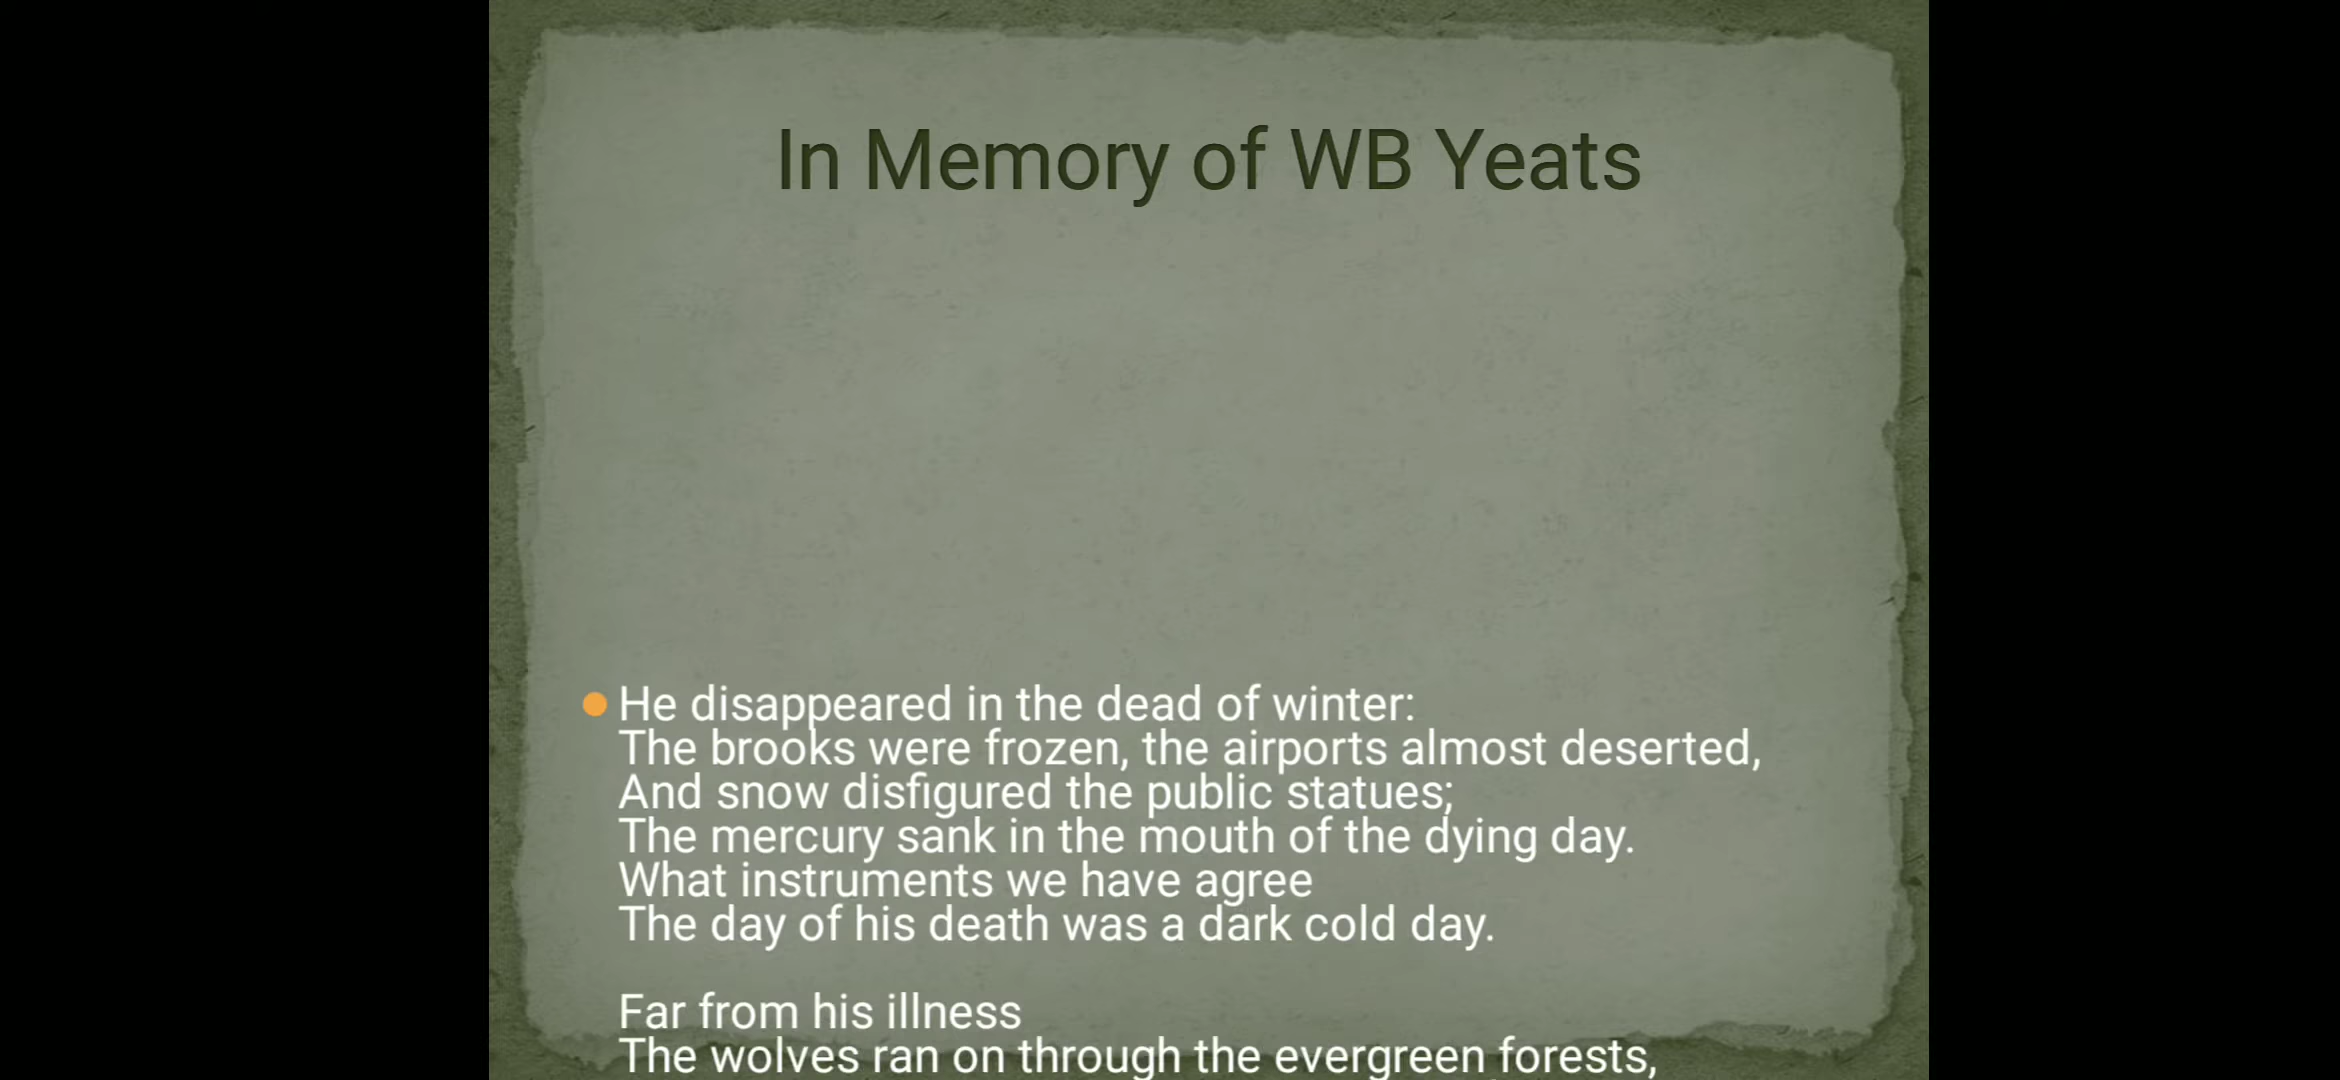 In Memory of WB Yeats
He disappeared in the dead of winter:
The brooks were frozen, the airports almost deserted,
And snow disfigured the public statues;
The mercury sank in the mouth of the dying day.
What instruments we have agree
The day of his death was a dark cold day.
Far from his illness
The wolves ran on through the evergreen forests,